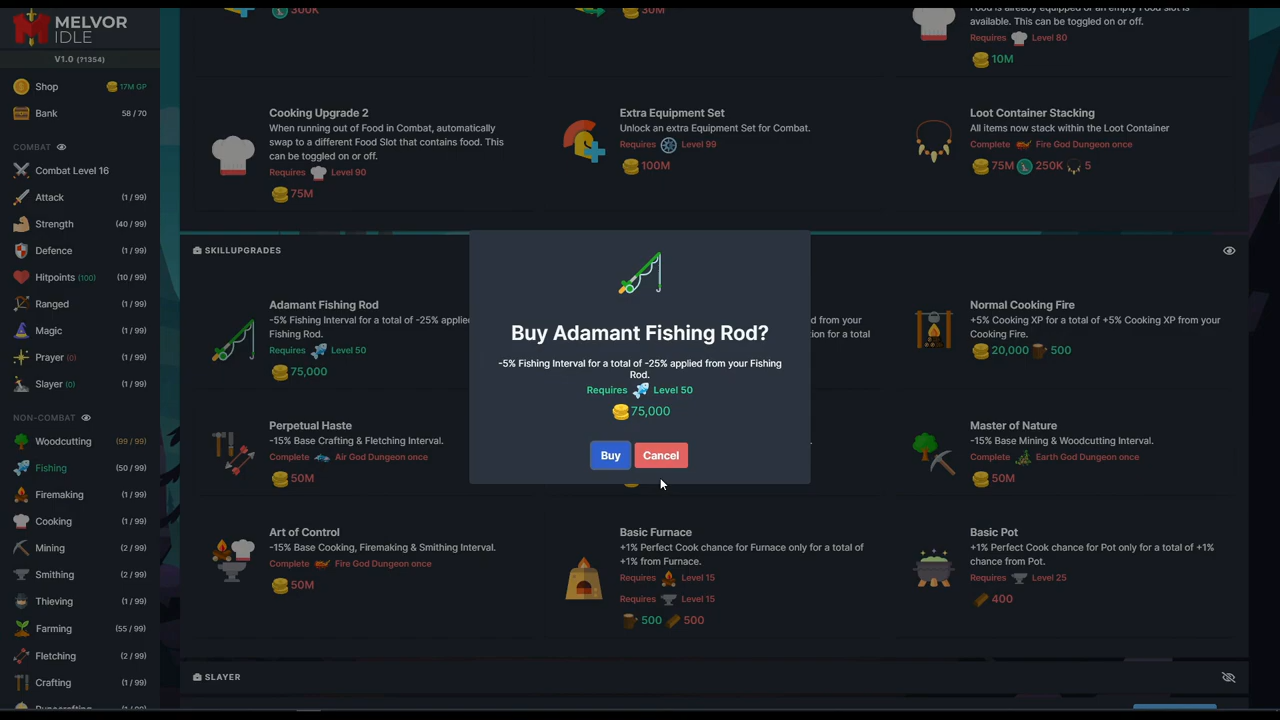 MELVOR
IDLE
V1.0 (?1354)
Shop
17M GP
Bank
58 / 70
COMBAT
Combat Level 16
Attack
(1 / 99)
Strength
(40 / 99)
Defence
(1 / 99)
Hitpoints (100)
(10 / 99)
Ranged
(1 / 99)
Magic
(1 / 99)
Prayer (0)
(1 / 99)
Slayer (0)
(1 / 99)
NON-COMBAT
Woodcutting
(99 / 99)
Fishing
(50 / 99)
Firemaking
(1 / 99)
Cooking
(1 / 99)
Mining
(2 / 99)
Smithing
(2 / 99)
Thieving
(1 / 99)
Farming
(55 / 99)
Fletching
(2 / 99)
Crafting
(1 / 99)
300K
30M
Food is already equipped or an empty Food slot is
available. This can be toggled on or off.
Requires Level 80
10M
Cooking Upgrade 2
When running out of Food in Combat, automatically
swap to a different Food Slot that contains food. This
can be toggled on or off.
Requires Level 90
75M
Extra Equipment Set
Unlock an extra Equipment Set for Combat.
Requires Level 99
100M
Loot Container Stacking
All items now stack within the Loot Container
Complete Fire God Dungeon once
75M 250K 5
SKILLUPGRADES
Adamant Fishing Rod
-5% Fishing Interval for a total of -25% applie
Fishing Rod.
Requires Level 50
75,000
d from your
tion for a total
Normal Cooking Fire
+5% Cooking XP for a total of +5% Cooking XP from your
Cooking Fire.
20,000 500
Buy Adamant Fishing Rod?
-5% Fishing Interval for a total of -25% applied from your Fishing
Rod.
Requires Level 50
75,000
Buy
Cancel
Perpetual Haste
-15% Base Crafting & Fletching Interval.
Complete Air God Dungeon once
50M
Master of Nature
-15% Base Mining & Woodcutting Interval.
Complete Earth God Dungeon once
50M
Art of Control
-15% Base Cooking, Firemaking & Smithing Interval.
Complete Fire God Dungeon once
50M
Basic Furnace
+1% Perfect Cook chance for Furnace only for a total of
+1% from Furnace.
Requires Level 15
Requires Level 15
500 500
Basic Pot
+1% Perfect Cook chance for Pot only for a total of +1%
chance from Pot.
Requires Level 25
400
SLAYER